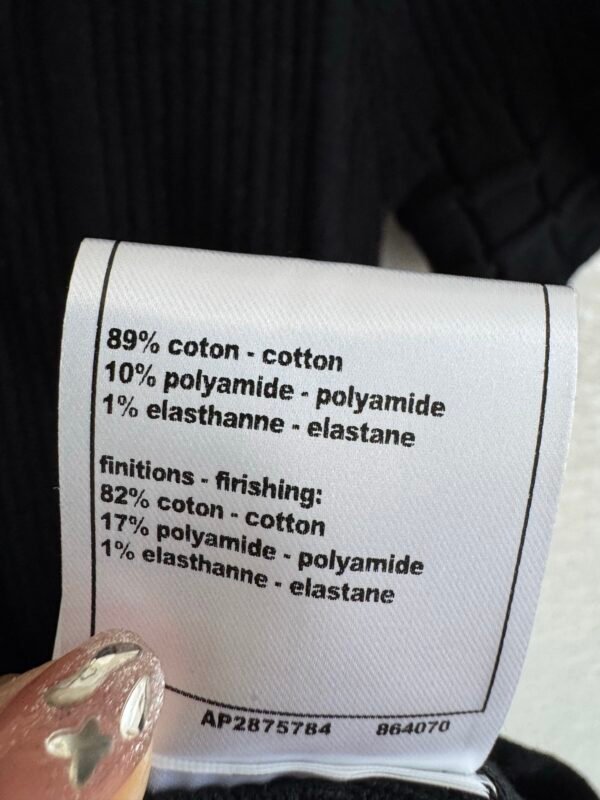 89% coton - cotton
10% polyamide - polyamide
1% elasthanne - elastane
finitions - firishing:
82% coton - cotton
17% polyamide - polyamide
1% elasthanne - elastane
AP2875784 864070